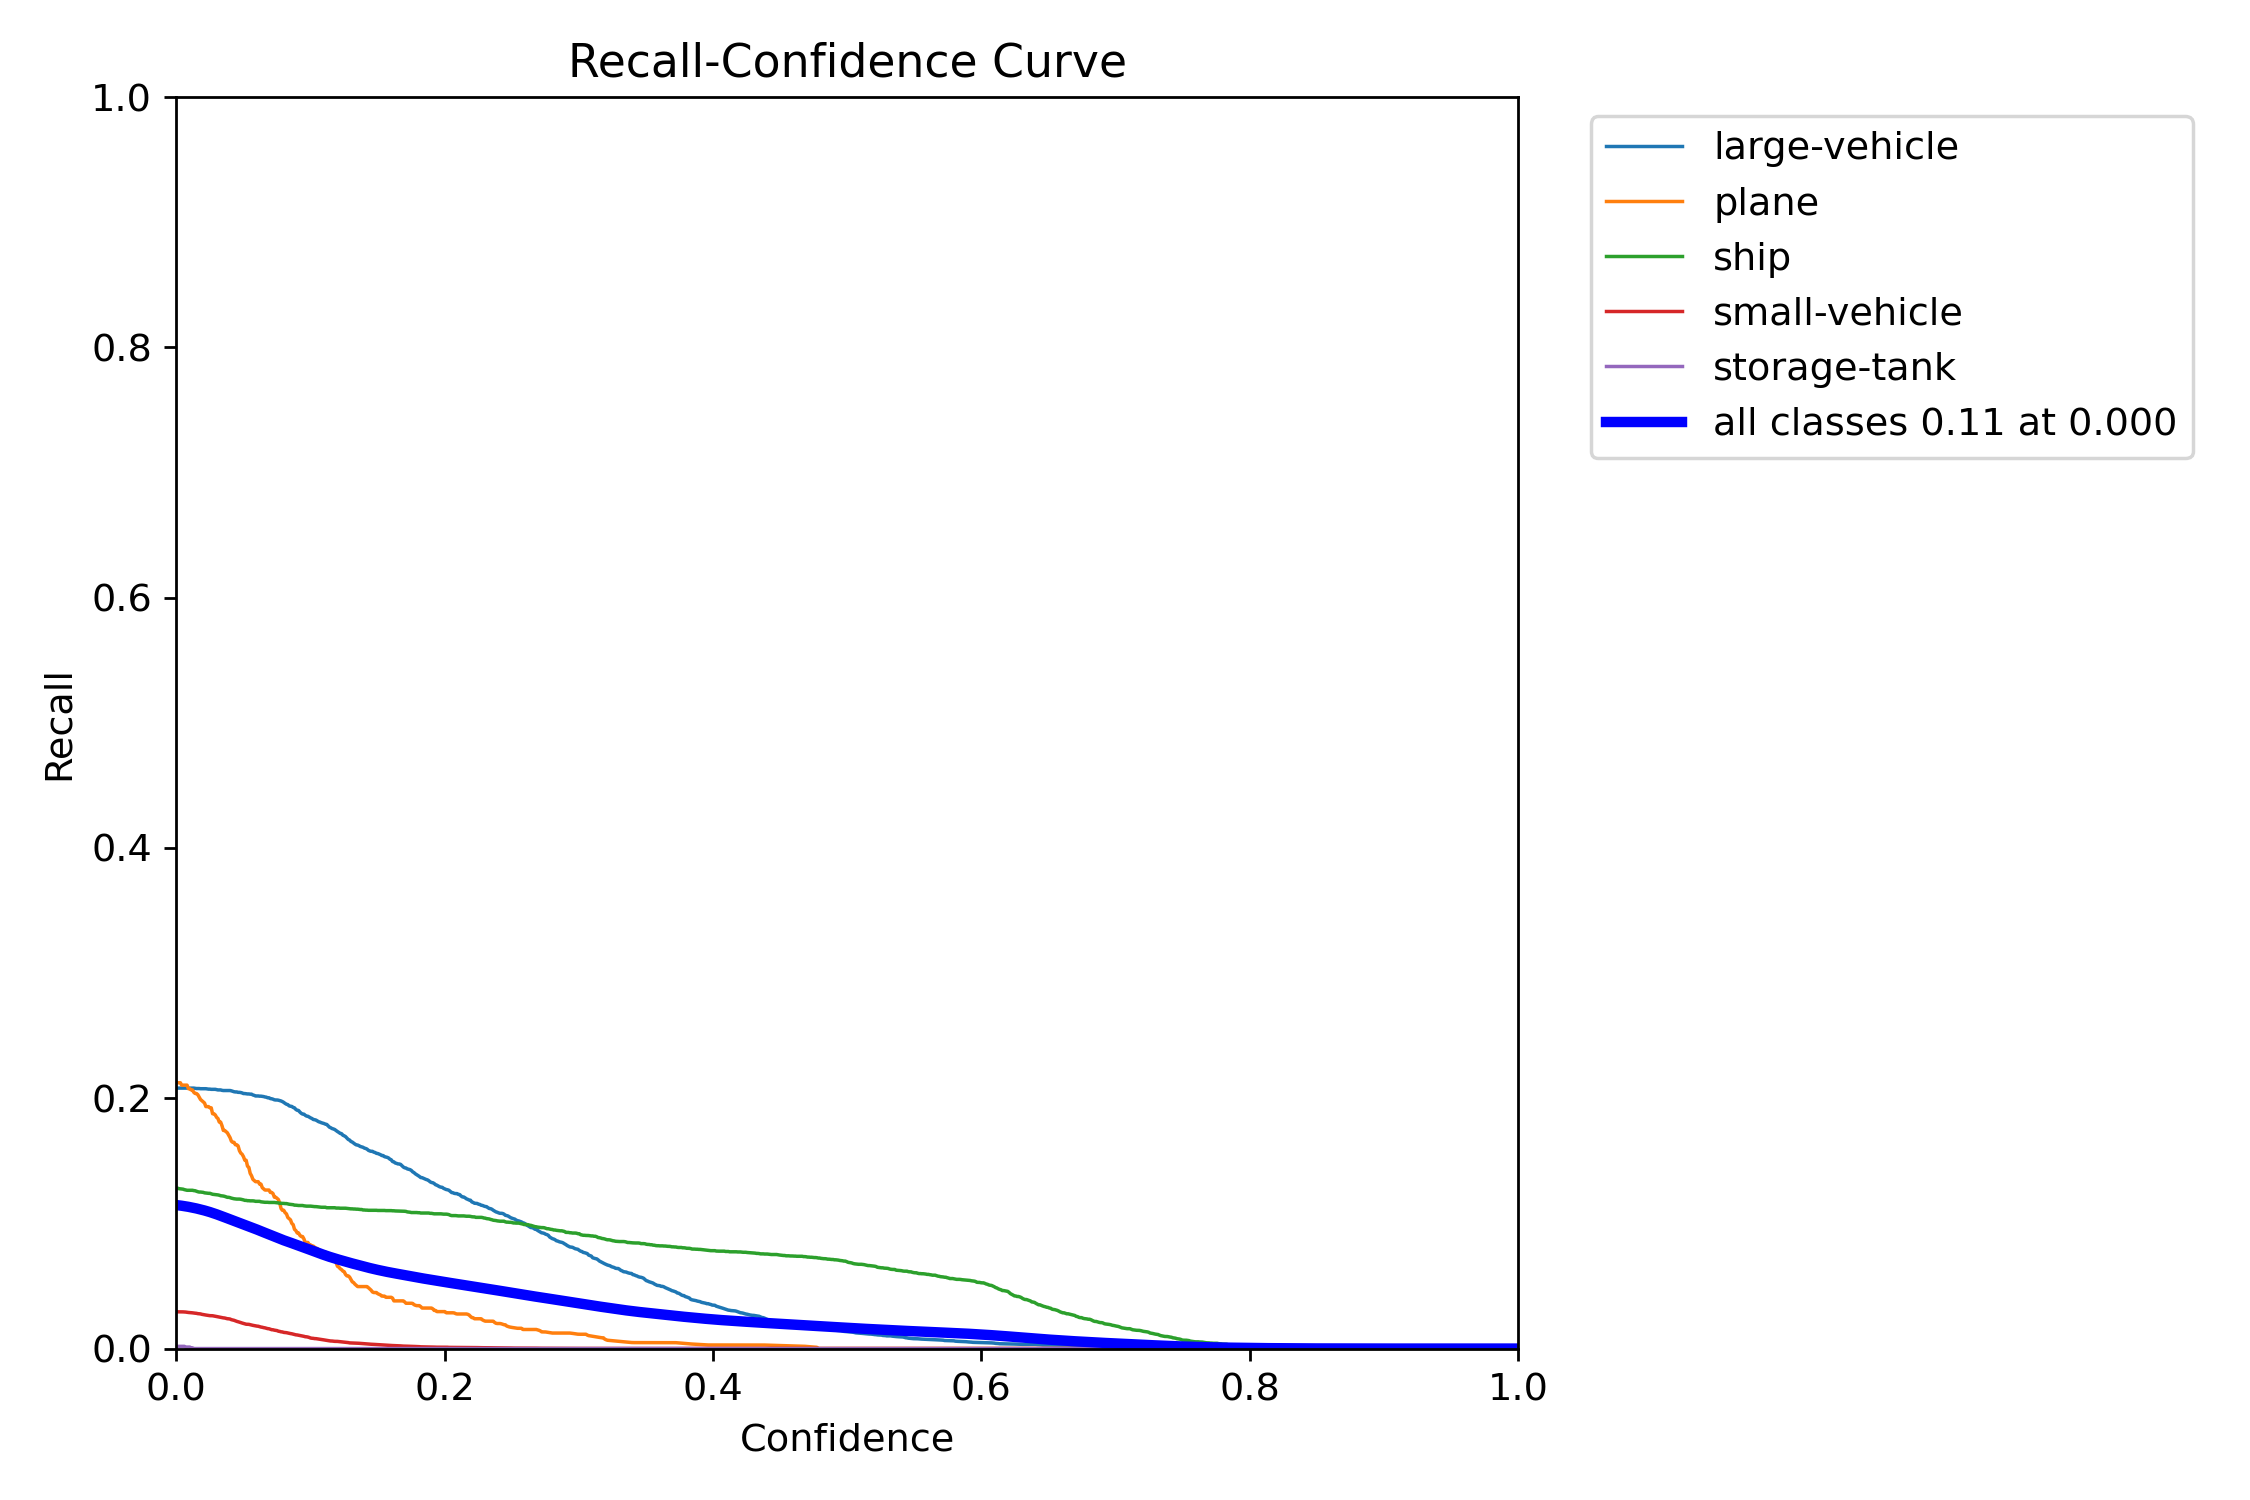 Recall-Confidence Curve
1.0
0.8
0.6
0.4
0.2
0.0
Recall
0.0 0.2 0.4 0.6 0.8 1.0
Confidence
large-vehicle
plane
ship
small-vehicle
storage-tank
all classes 0.11 at 0.000